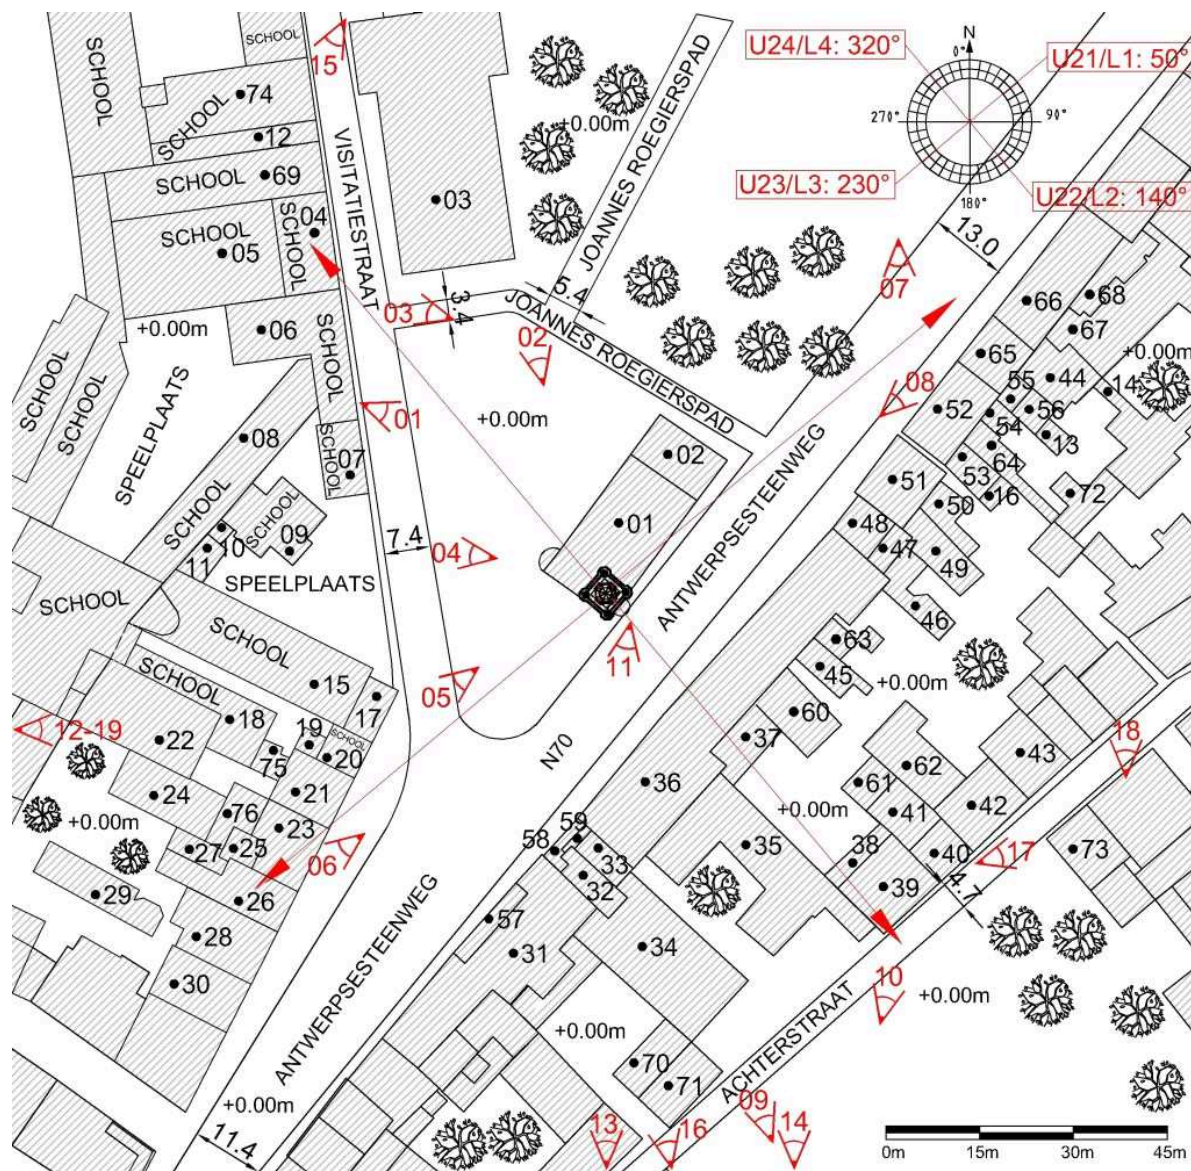 SCHOOL
SCHOOL
15
74
SCHOOL
12
SCHOOL 69
SCHOOL
05
SCHOOL
04
VISITATIESTRAAT
03
+0.00m
JOANNES ROEGIERSPAD
U24/L4: 320°
U21/L1: 50°
U23/L3: 230°
U22/L2: 140°
N
0°
90°
180°
270°
13.0
07
+0.00m
06
SCHOOL
03
3.4
JOANNES ROEGIERSPAD
5.4
02
66
68
67
65
44
+0.00m
14
SCHOOL
SCHOOL
SPEELPLAATS
01
+0.00m
08
55
52
56
54
13
08
SCHOOL
07
SCHOOL
02
ANTWERPSESTEENWEG
51
53
64
16
72
50
SCHOOL
10
11
09
01
48
47
49
7.4
04
SPEELPLAATS
SCHOOL
46
11
63
45
+0.00m
SCHOOL
15
SCHOOL
17
05
60
12-19
18
19
SCHOOL
20
22
75
N70
37
43
18
62
24
21
36
61
76
23
+0.00m
41
42
+0.00m
27
25
06
59
58
33
35
38
40
17
73
32
39
4.7
29
26
57
28
31
34
30
ANTWERPSESTEENWEG
10
+0.00m
+0.00m
70
71
ACHTERSTRAAT
+0.00m
11.4
13
16
09
14
0m 15m 30m 45m